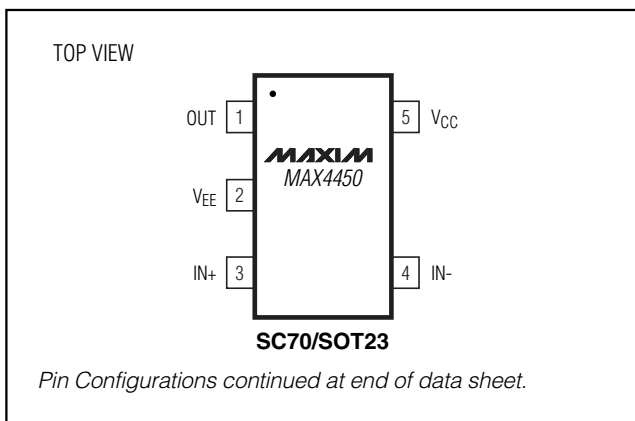 TOP VIEW
OUT 1
5 VCC
MAXIM
MAX4450
VEE 2
IN+ 3
4 IN-
SC70/SOT23
Pin Configurations continued at end of data sheet.